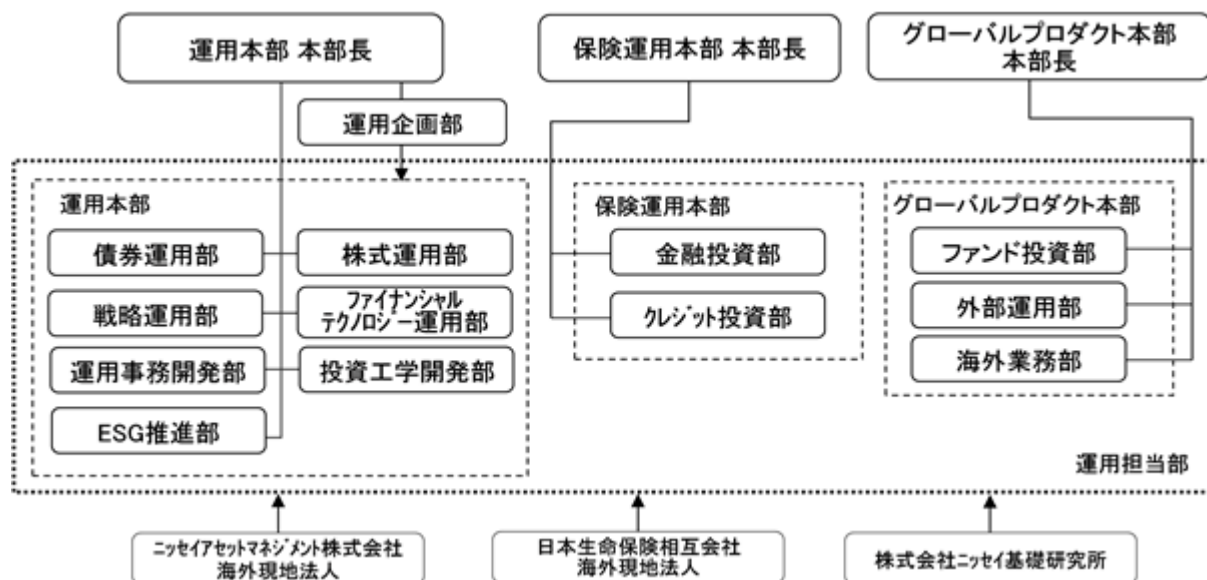 運用本部 本部長
保険運用本部 本部長
グローバルプロダクト本部
本部長
運用企画部
運用本部
債券運用部
株式運用部
戦略運用部
ファイナンシャル
テクノロジー運用部
運用事務開発部
投資工学開発部
ESG推進部
保険運用本部
金融投資部
クレジット投資部
グローバルプロダクト本部
ファンド投資部
外部運用部
海外業務部
運用担当部
ニッセイアセットマネジメント株式会社
海外現地法人
日本生命保険相互会社
海外現地法人
株式会社ニッセイ基礎研究所